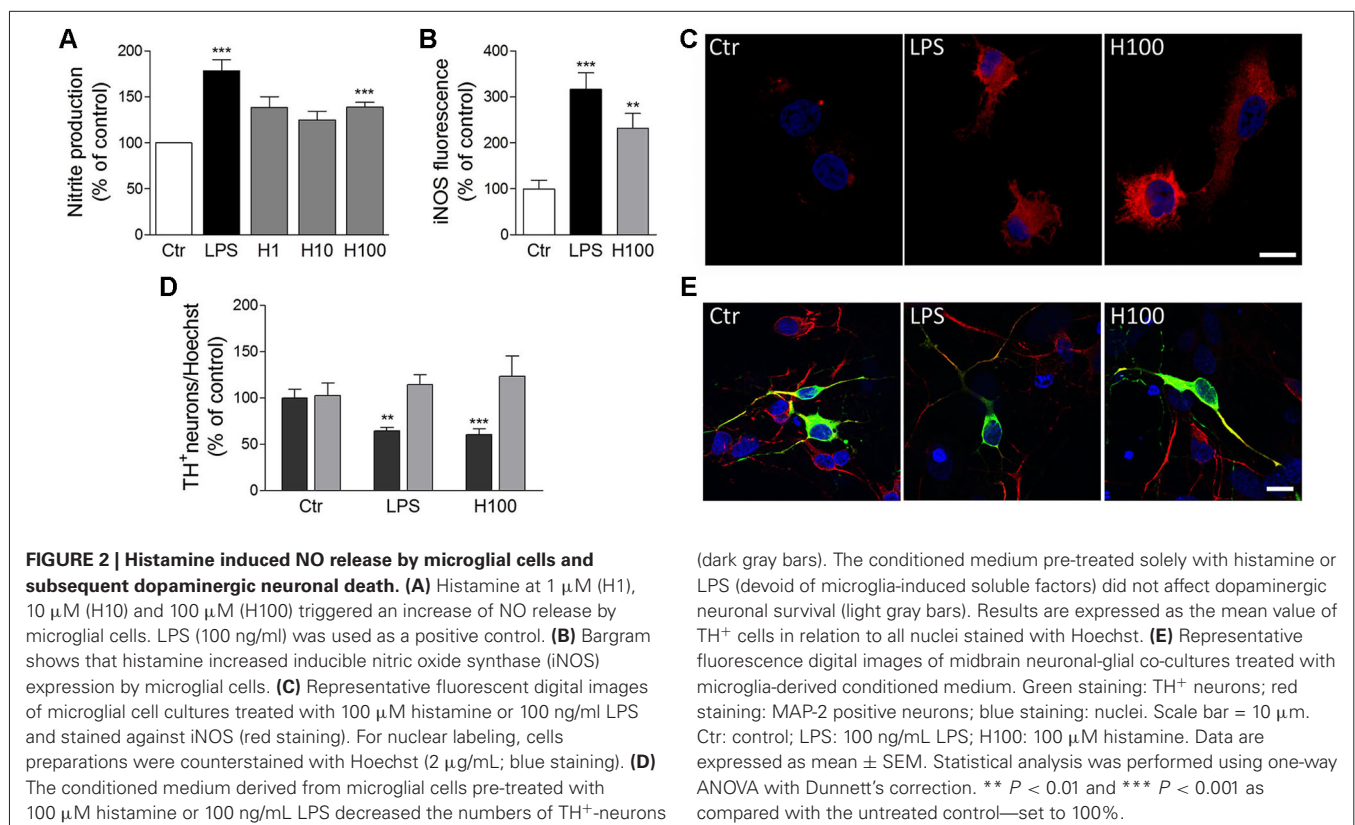 A
Nitrite production
(% of control)
200
150
100
50
0
***
***
Ctr LPS H1 H10 H100
B
iNOS fluorescence
(% of control)
400
300
200
100
0
***
**
Ctr LPS H100
C
Ctr
LPS
H100
D
TH⁺neurons/Hoechst
(% of control)
200
150
100
50
0
**
***
Ctr LPS H100
E
Ctr
LPS
H100
FIGURE 2 | Histamine induced NO release by microglial cells and
subsequent dopaminergic neuronal death. (A) Histamine at 1 μM (H1),
10 μM (H10) and 100 μM (H100) triggered an increase of NO release by
microglial cells. LPS (100 ng/ml) was used as a positive control. (B) Bargram
shows that histamine increased inducible nitric oxide synthase (iNOS)
expression by microglial cells. (C) Representative fluorescent digital images
of microglial cell cultures treated with 100 μM histamine or 100 ng/ml LPS
and stained against iNOS (red staining). For nuclear labeling, cells
preparations were counterstained with Hoechst (2 μg/mL; blue staining). (D)
The conditioned medium derived from microglial cells pre-treated with
100 μM histamine or 100 ng/mL LPS decreased the numbers of TH⁺-neurons
(dark gray bars). The conditioned medium pre-treated solely with histamine or
LPS (devoid of microglia-induced soluble factors) did not affect dopaminergic
neuronal survival (light gray bars). Results are expressed as the mean value of
TH⁺ cells in relation to all nuclei stained with Hoechst. (E) Representative
fluorescence digital images of midbrain neuronal-glial co-cultures treated with
microglia-derived conditioned medium. Green staining: TH⁺ neurons; red
staining: MAP-2 positive neurons; blue staining: nuclei. Scale bar = 10 μm.
Ctr: control; LPS: 100 ng/mL LPS; H100: 100 μM histamine. Data are
expressed as mean ± SEM. Statistical analysis was performed using one-way
ANOVA with Dunnett's correction. ** P < 0.01 and *** P < 0.001 as
compared with the untreated control—set to 100%.